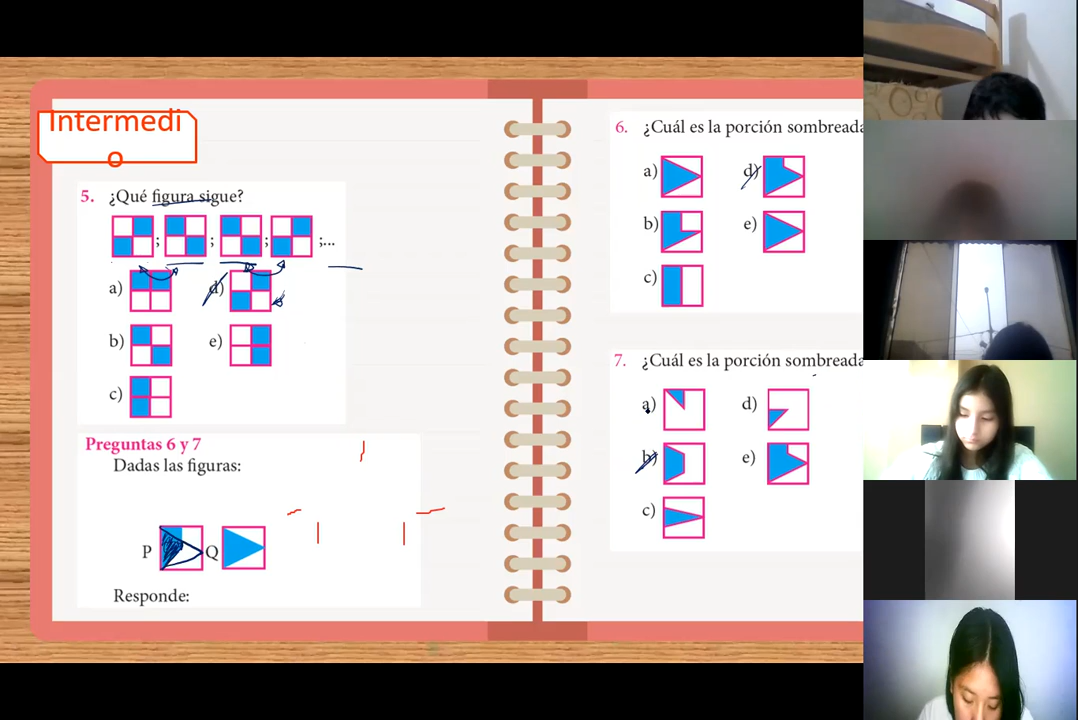 Intermedi
o
5. ¿Qué figura sigue?
; ; ; ;...
a) d)
b) e)
c)
Preguntas 6 y 7
Dadas las figuras:
P Q
Responde:
6. ¿Cuál es la porción sombreada
a) d)
b) e)
c)
7. ¿Cuál es la porción sombreada
a) d)
b) e)
c)